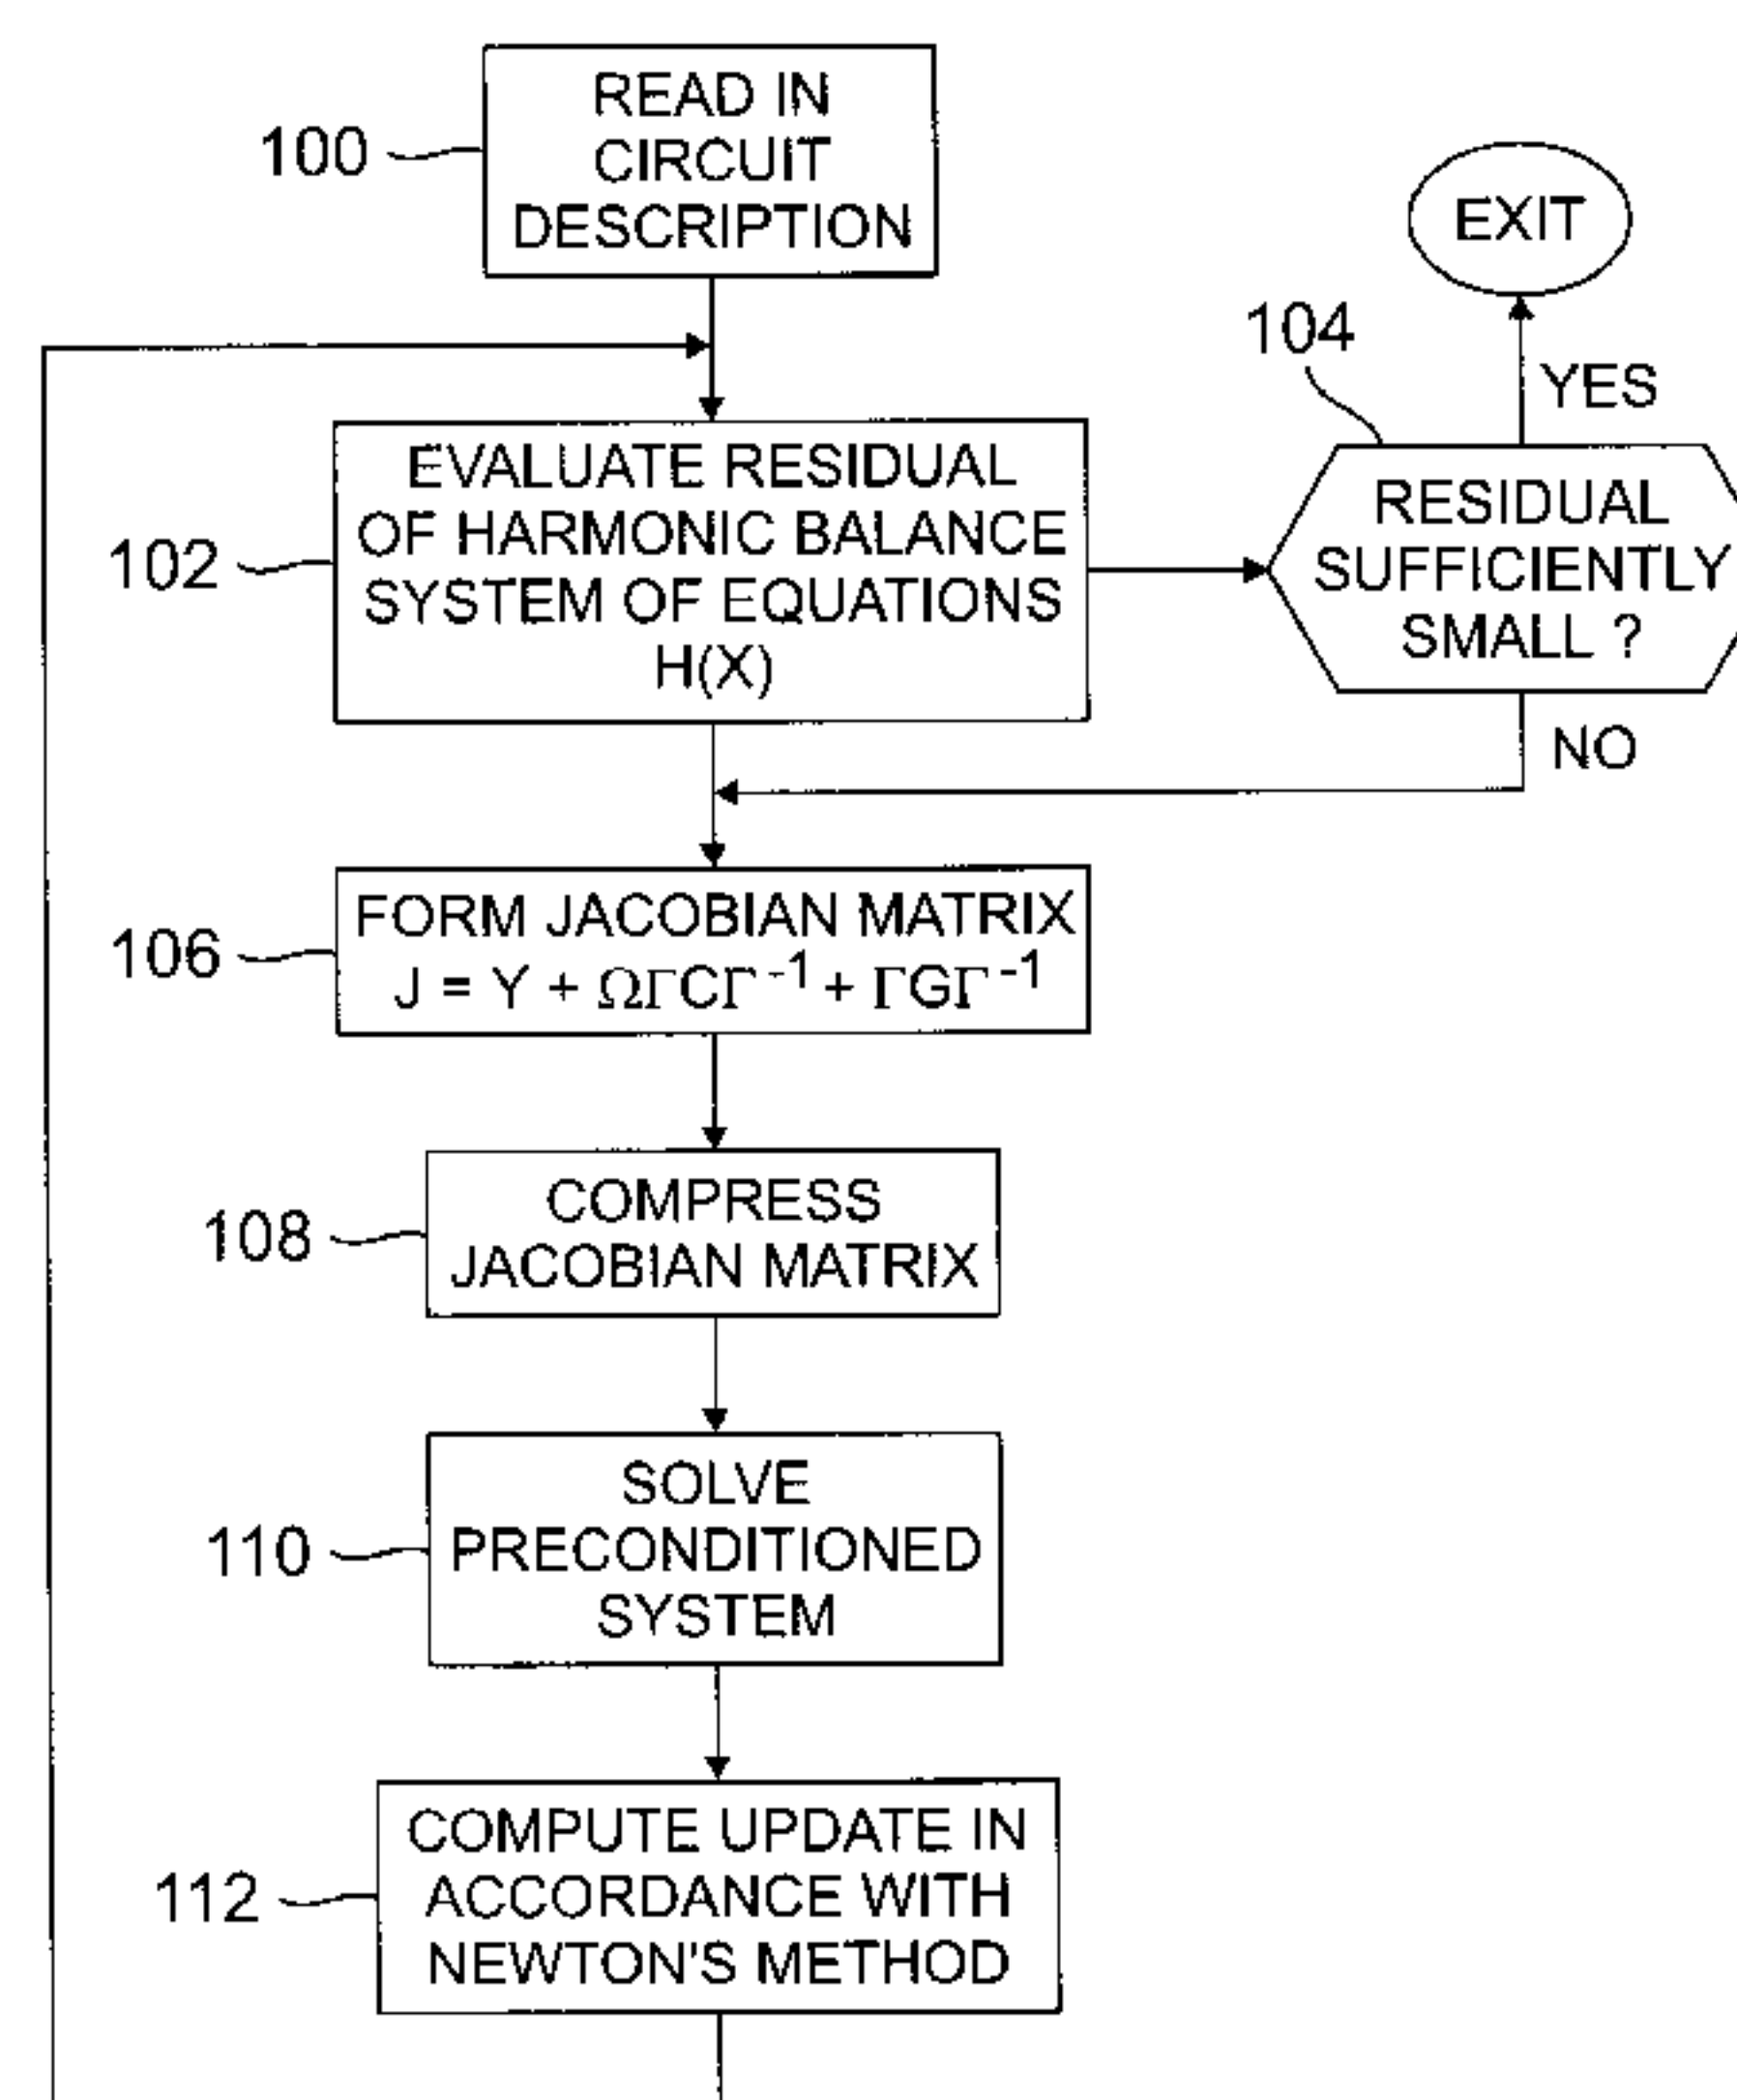 READ IN
CIRCUIT
DESCRIPTION
100
EXIT
104
YES
EVALUATE RESIDUAL
OF HARMONIC BALANCE
SYSTEM OF EQUATIONS
H(X)
102
RESIDUAL
SUFFICIENTLY
SMALL ?
NO
FORM JACOBIAN MATRIX
J = Y + ΩΓCΓ⁻¹ + ΓGΓ⁻¹
106
COMPRESS
JACOBIAN MATRIX
108
SOLVE
PRECONDITIONED
SYSTEM
110
COMPUTE UPDATE IN
ACCORDANCE WITH
NEWTON'S METHOD
112